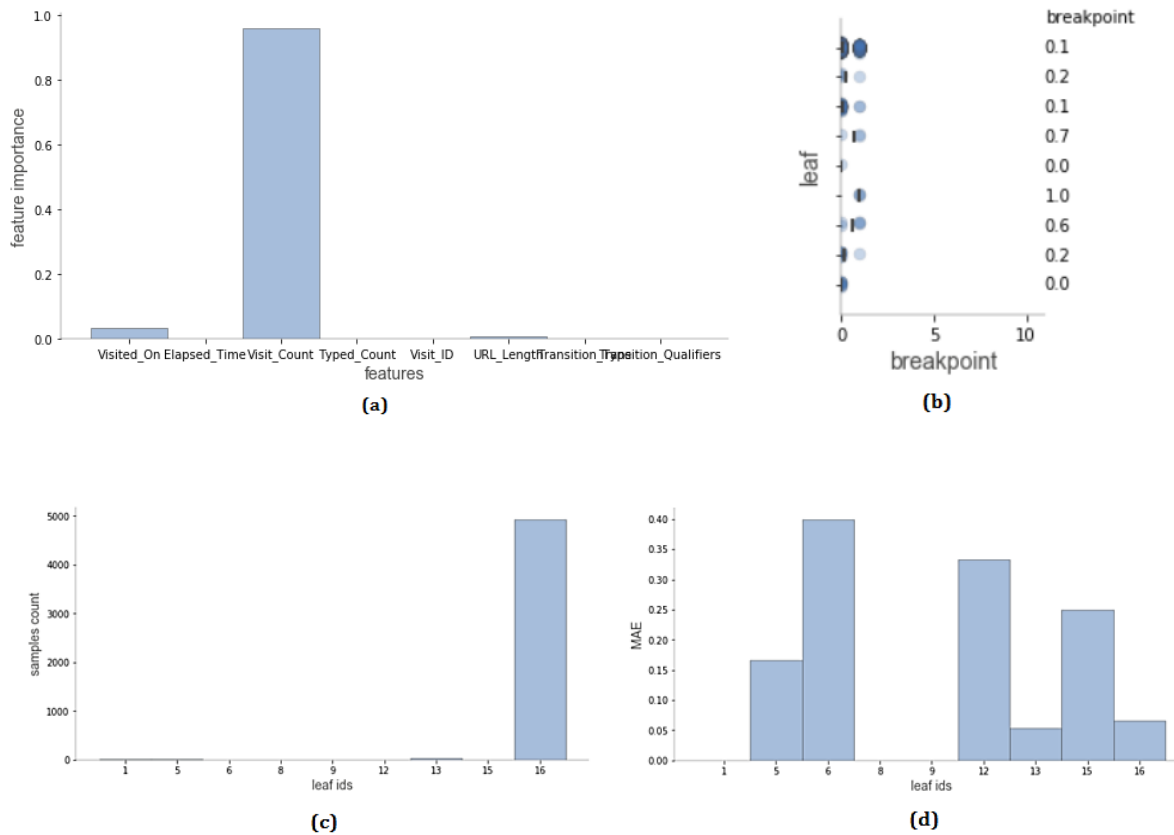 1.0
0.8
0.6
0.4
0.2
0.0
feature importance
Visited_On Elapsed_Time Visit_Count Typed_Count Visit_ID URL_Length Transition_Type Transition_Qualifiers
features
(a)
breakpoint
0.1
0.2
0.1
0.7
0.0
1.0
0.6
0.2
0.0
leaf
0 5 10
breakpoint
(b)
5000
4000
3000
2000
1000
0
samples count
1 5 6 8 9 12 13 15 16
leaf ids
(c)
0.40
0.35
0.30
0.25
0.20
0.15
0.10
0.05
0.00
MAE
1 5 6 8 9 12 13 15 16
leaf ids
(d)